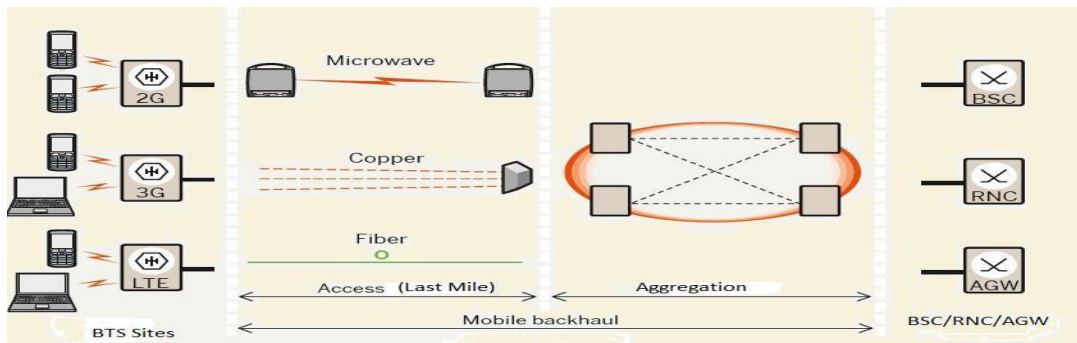 Microwave
2G
BSC
Copper
3G
RNC
Fiber
LTE
AGW
Access (Last Mile)
Aggregation
Mobile backhaul
BTS Sites
BSC/RNC/AGW